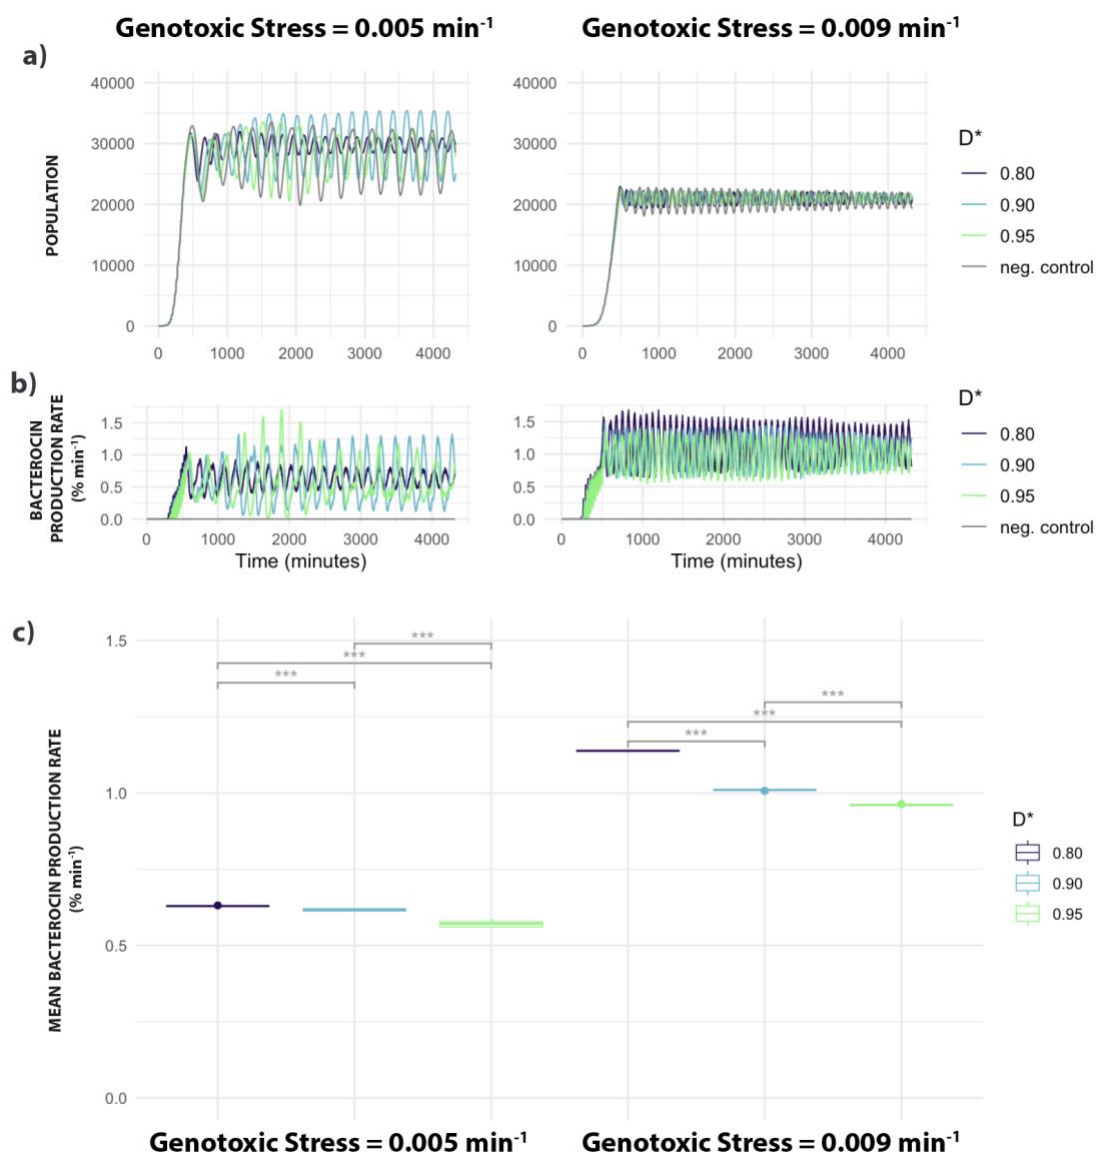 Genotoxic Stress = 0.005 min-1 Genotoxic Stress = 0.009 min-1
a)
40000
30000
20000
10000
0
POPULATION
0 1000 2000 3000 4000
40000
30000
20000
10000
0
0 1000 2000 3000 4000
D*
0.80
0.90
0.95
neg. control
b)
BACTEROCIN
PRODUCTION RATE
(% min-1)
1.5
1.0
0.5
0.0
0 1000 2000 3000 4000
Time (minutes)
1.5
1.0
0.5
0.0
0 1000 2000 3000 4000
Time (minutes)
D*
0.80
0.90
0.95
neg. control
c)
MEAN BACTEROCIN PRODUCTION RATE
(% min-1)
1.5
1.0
0.5
0.0
***
***
***
***
***
***
D*
0.80
0.90
0.95
Genotoxic Stress = 0.005 min-1 Genotoxic Stress = 0.009 min-1